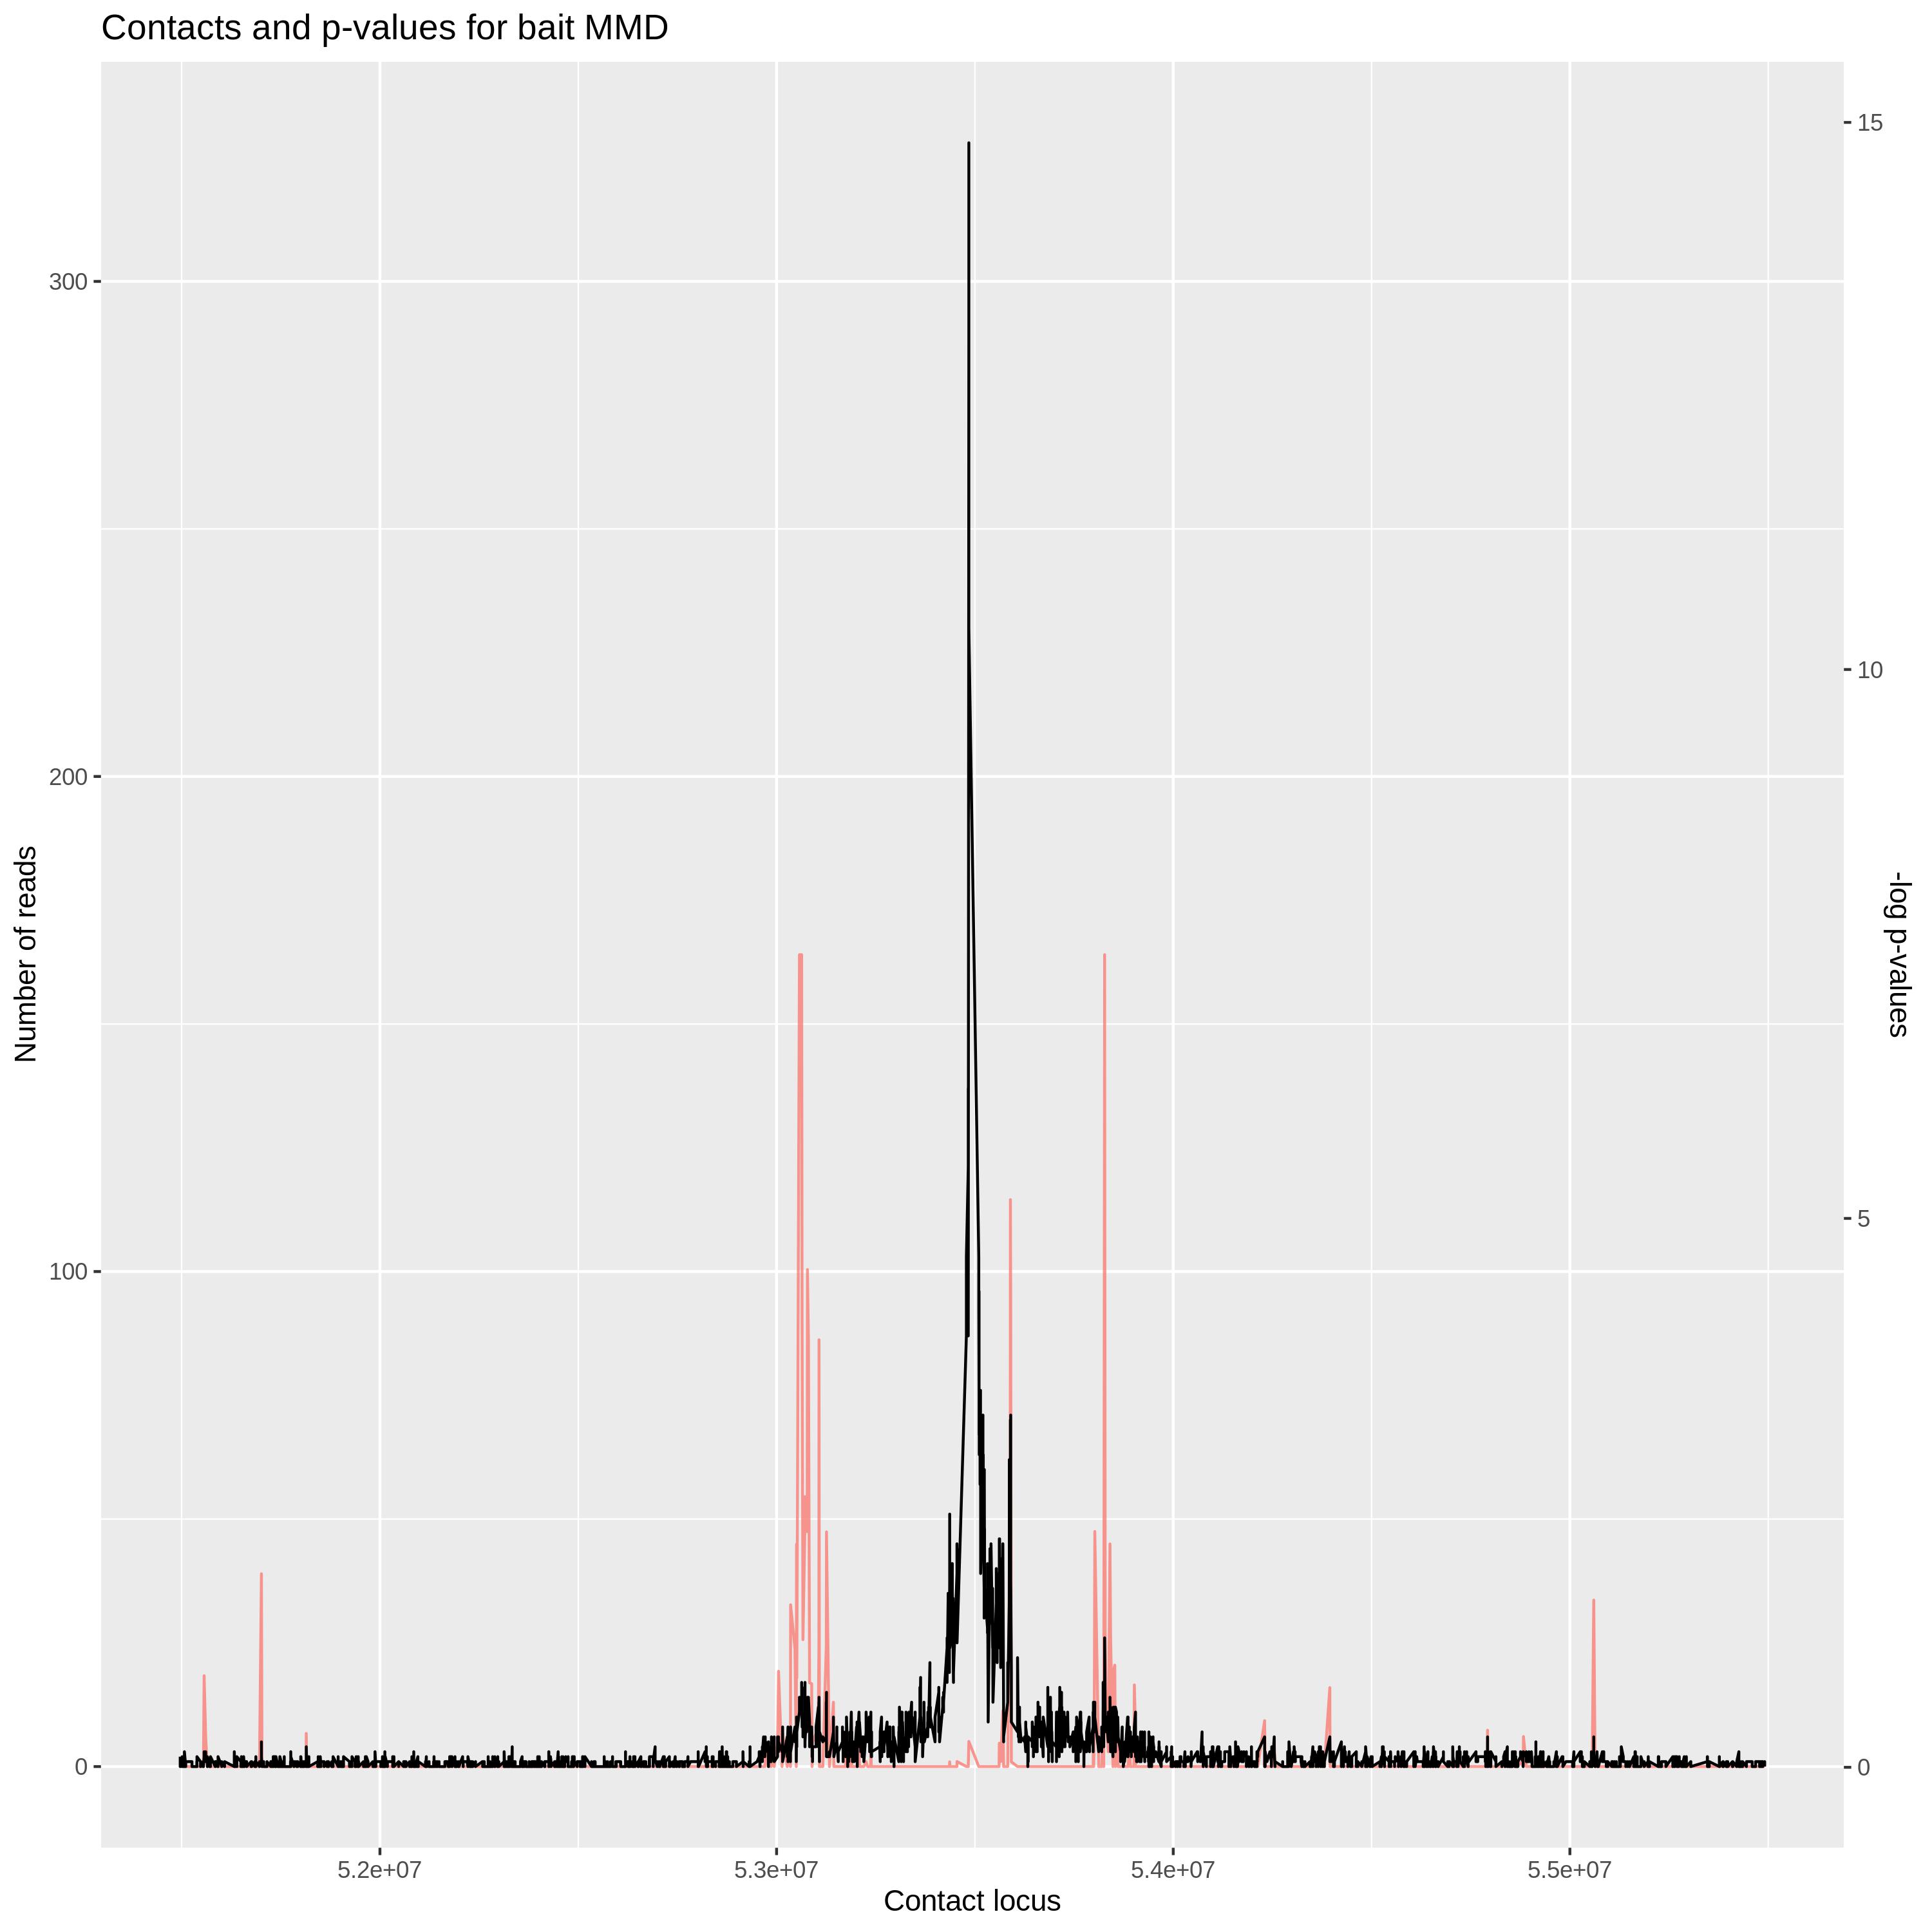 Contacts and p-values for bait MMD
300
200
100
0
Number of reads
15
10
5
0
-log p-values
5.2e+07
5.3e+07
5.4e+07
5.5e+07
Contact locus